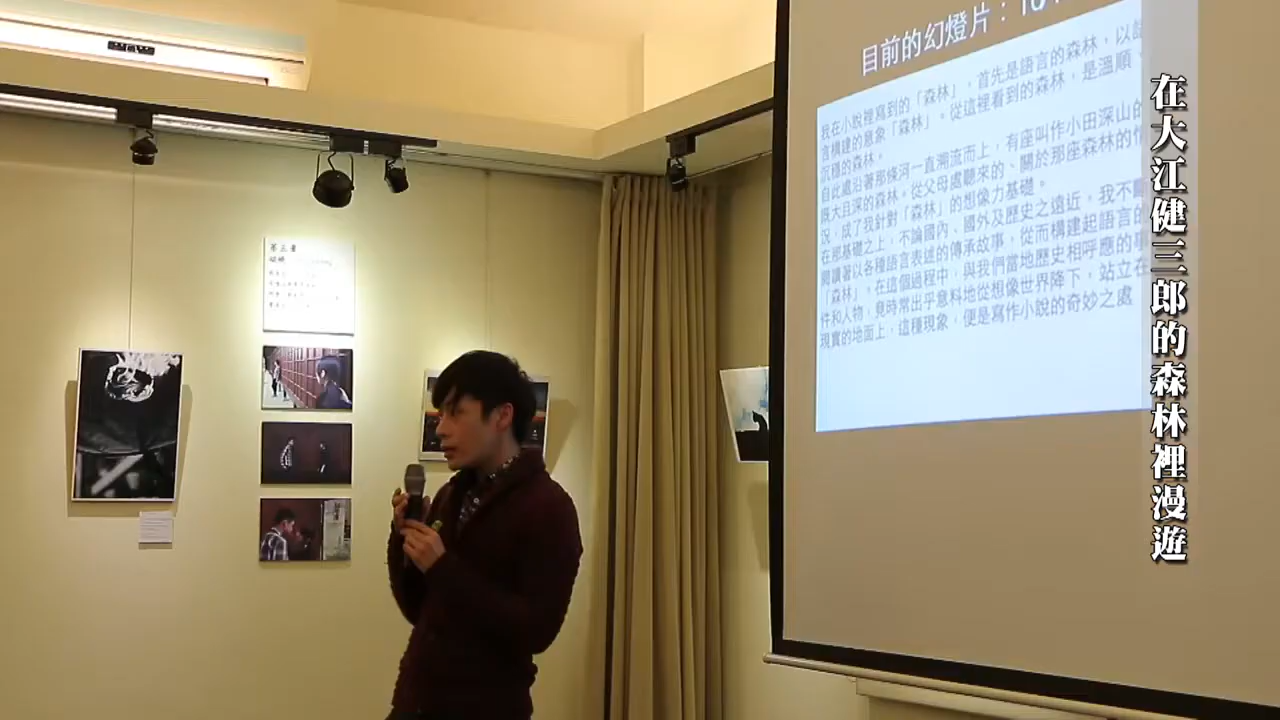 目前的幻燈片：
我在小說裡寫到的「森林」，首先是語言的森林，以語
言構建的意象「森林」。從這裡看到的森林，是溫順、
沉穩的森林。
自此處沿著那條河一直溯流而上，有座叫作小田深山的
既大且深的森林。從父母處聽來的、關於那座森林的情
況，成了我針對「森林」的想像力基礎。
在那基礎之上，不論國內、國外及歷史之遠近，我不斷
閱讀著以各種語言表述的傳承故事，從而構建起語言的
「森林」，在這個過程中，與我們當地歷史相呼應的事
件和人物，竟時常出乎意料地從想像世界降下，站立在
現實的地面上，這種現象，便是寫作小說的奇妙之處
在大江健三郎的森林裡漫遊
第三章